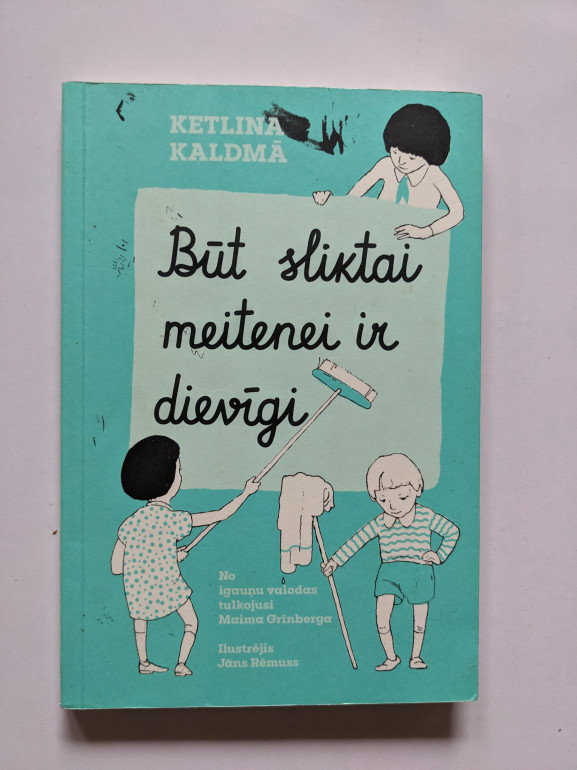 KETLINA
KALDMĀ
Būt sliktai
meitenei ir
dievīgi
No
igauņu valodas
tulkojusi
Maima Grīnberga
Ilustrējis
Jāns Rēmuss